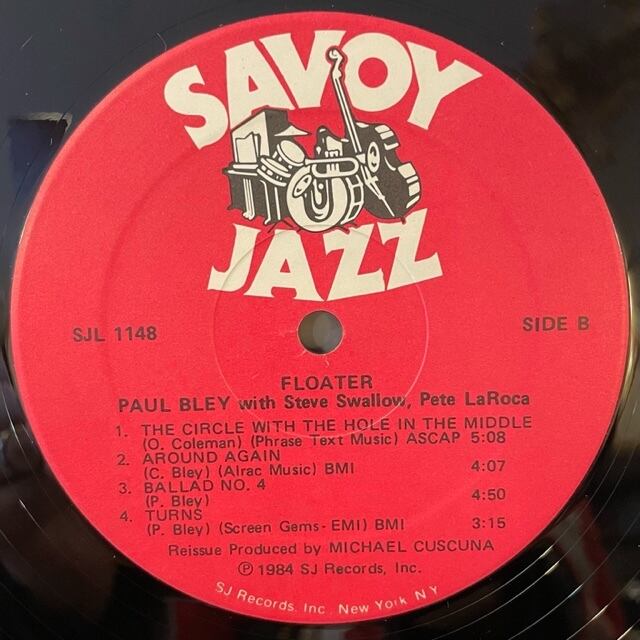 SAVOY
JAZZ
SJL 1148
SIDE B
FLOATER
PAUL BLEY with Steve Swallow, Pete LaRoca
1. THE CIRCLE WITH THE HOLE IN THE MIDDLE
(O. Coleman) (Phrase Text Music) ASCAP 5:08
2. AROUND AGAIN
(C. Bley) (Alrac Music) BMI 4:07
3. BALLAD NO. 4
(P. Bley) 4:50
4. TURNS
(P. Bley) (Screen Gems-EMI) BMI 3:15
Reissue Produced by MICHAEL CUSCUNA
Ⓟ 1984 SJ Records, Inc.
SJ Records, Inc. New York NY